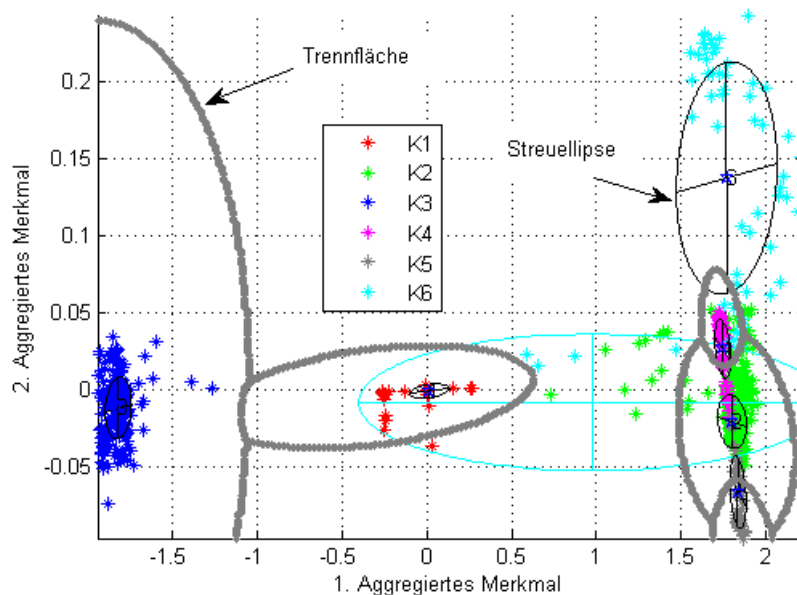 0.2
0.15
0.1
0.05
0
-0.05
2. Aggregiertes Merkmal
Trennfläche
K1
K2
K3
K4
K5
K6
Streuellipse
-1.5
-1
-0.5
0
0.5
1
1.5
2
1. Aggregiertes Merkmal